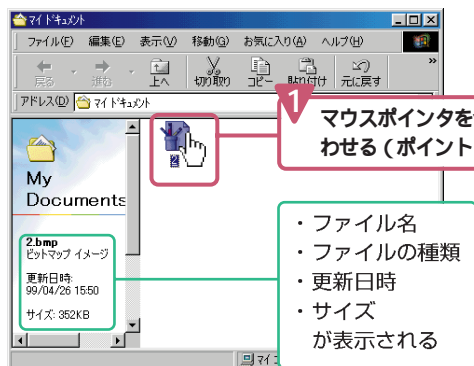 マイ ドキュメント
ファイル(F) 編集(E) 表示(V) 移動(G) お気に入り(A) ヘルプ(H)
戻る 進む 上へ 切り取り コピー 貼り付け 元に戻す »
アドレス(D) マイ ドキュメント
1
マウスポインタを
わせる(ポイント
2
My
Documents
2.bmp
ビットマップ イメージ
更新日時:
99/04/26 15:50
サイズ: 352KB
・ファイル名
・ファイルの種類
・更新日時
・サイズ
が表示される
マイ